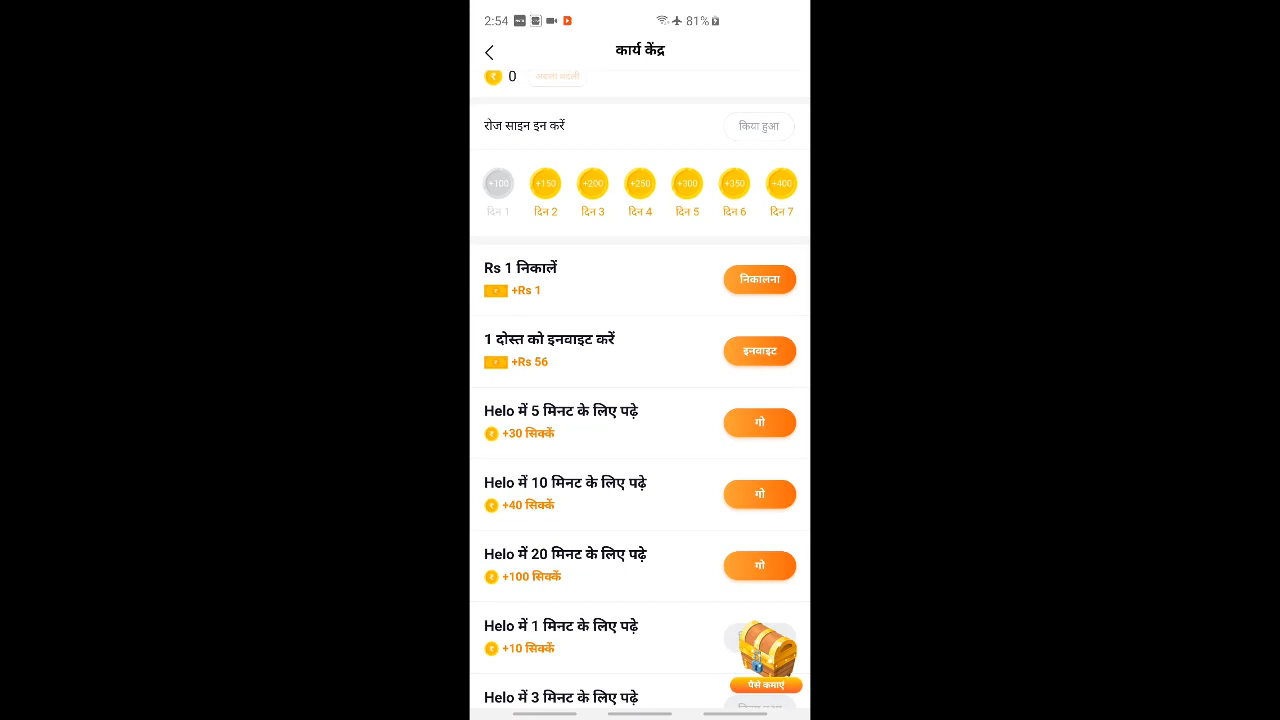 2:54
81%
कार्य केंद्र
0
अदला बदली
रोज साइन इन करें
किया हुआ
+100 +150 +200 +250 +300 +350 +400
दिन 1 दिन 2 दिन 3 दिन 4 दिन 5 दिन 6 दिन 7
Rs 1 निकालें
निकालना
+Rs 1
1 दोस्त को इनवाइट करें
इनवाइट
+Rs 56
Helo में 5 मिनट के लिए पढ़े
गो
+30 सिक्कें
Helo में 10 मिनट के लिए पढ़े
गो
+40 सिक्कें
Helo में 20 मिनट के लिए पढ़े
गो
+100 सिक्कें
Helo में 1 मिनट के लिए पढ़े
+10 सिक्कें
पैसे कमाएं
Helo में 3 मिनट के लिए पढ़े